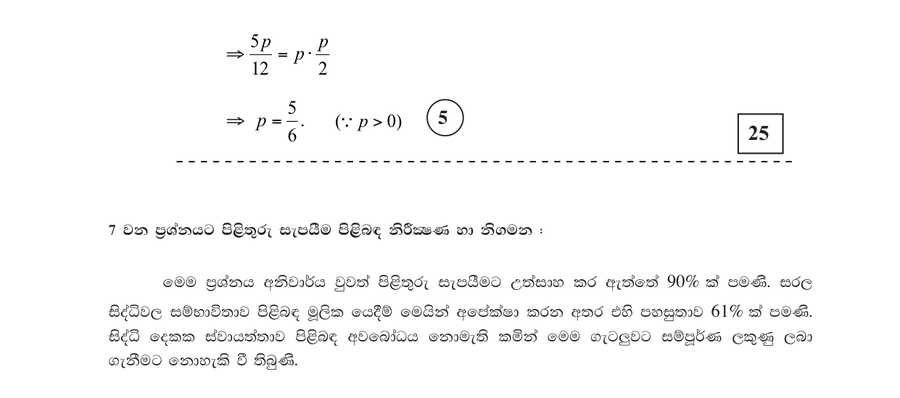 ⇒ 5p/12 = p · p/2
⇒ p = 5/6. (∵ p > 0) 5
25
7 වන ප්‍රශ්නයට පිළිතුරු සැපයීම පිළිබඳ නිරීක්‍ෂණ හා නිගමන :
මෙම ප්‍රශ්නය අනිවාර්ය වුවත් පිළිතුරු සැපයීමට උත්සාහ කර ඇත්තේ 90% ක් පමණි. සරල
සිද්ධිවල සම්භාවිතාව පිළිබඳ මූලික යෙදීම් මෙයින් අපේක්ෂා කරන අතර එහි පහසුතාව 61% ක් පමණි.
සිද්ධි දෙකක ස්වායත්තාව පිළිබඳ අවබෝධය නොමැති කමින් මෙම ගැටලුවට සම්පූර්ණ ලකුණු ලබා
ගැනීමට නොහැකි වී තිබුණි.